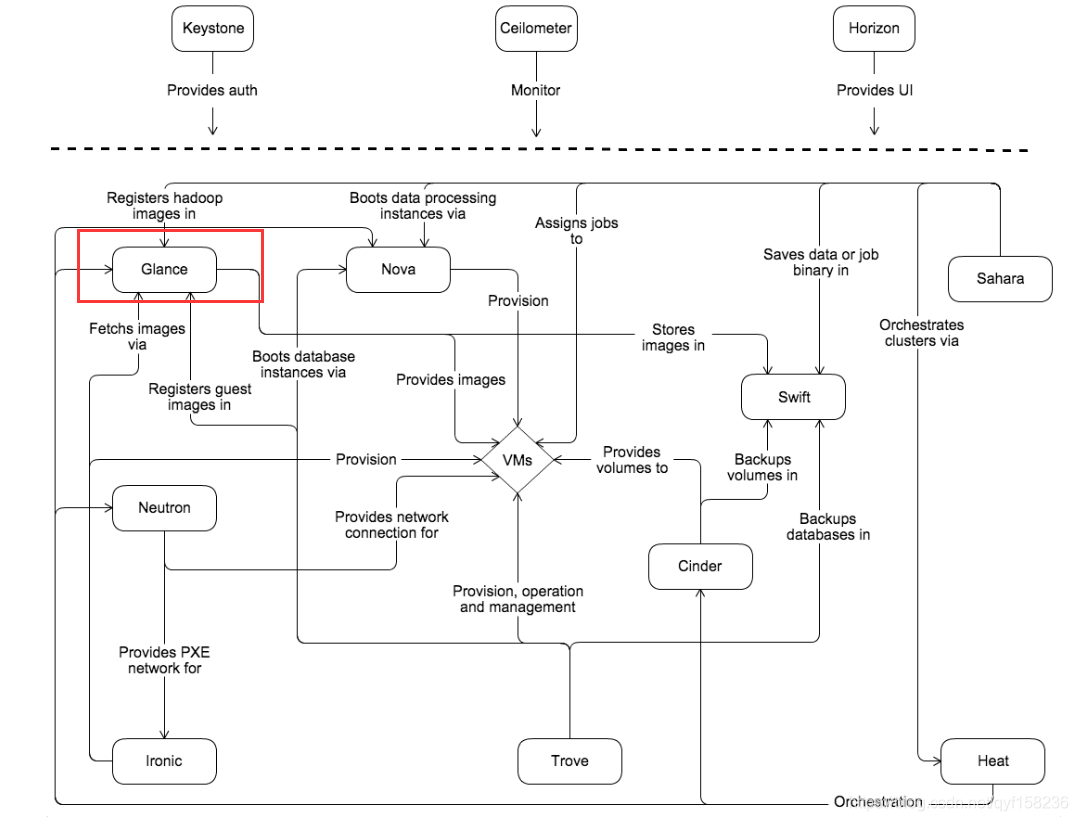 Keystone
Ceilometer
Horizon
Provides auth
Monitor
Provides UI
Registers hadoop
images in
Boots data processing
instances via
Assigns jobs
to
Saves data or job
binary in
Glance
Nova
Sahara
Provision
Fetchs images
via
Stores
images in
Orchestrates
clusters via
Boots database
instances via
Provides images
Registers guest
images in
Swift
Provision
VMs
Provides
volumes to
Backups
volumes in
Neutron
Provides network
connection for
Backups
databases in
Cinder
Provision, operation
and management
Provides PXE
network for
Ironic
Trove
Heat
Orchestration